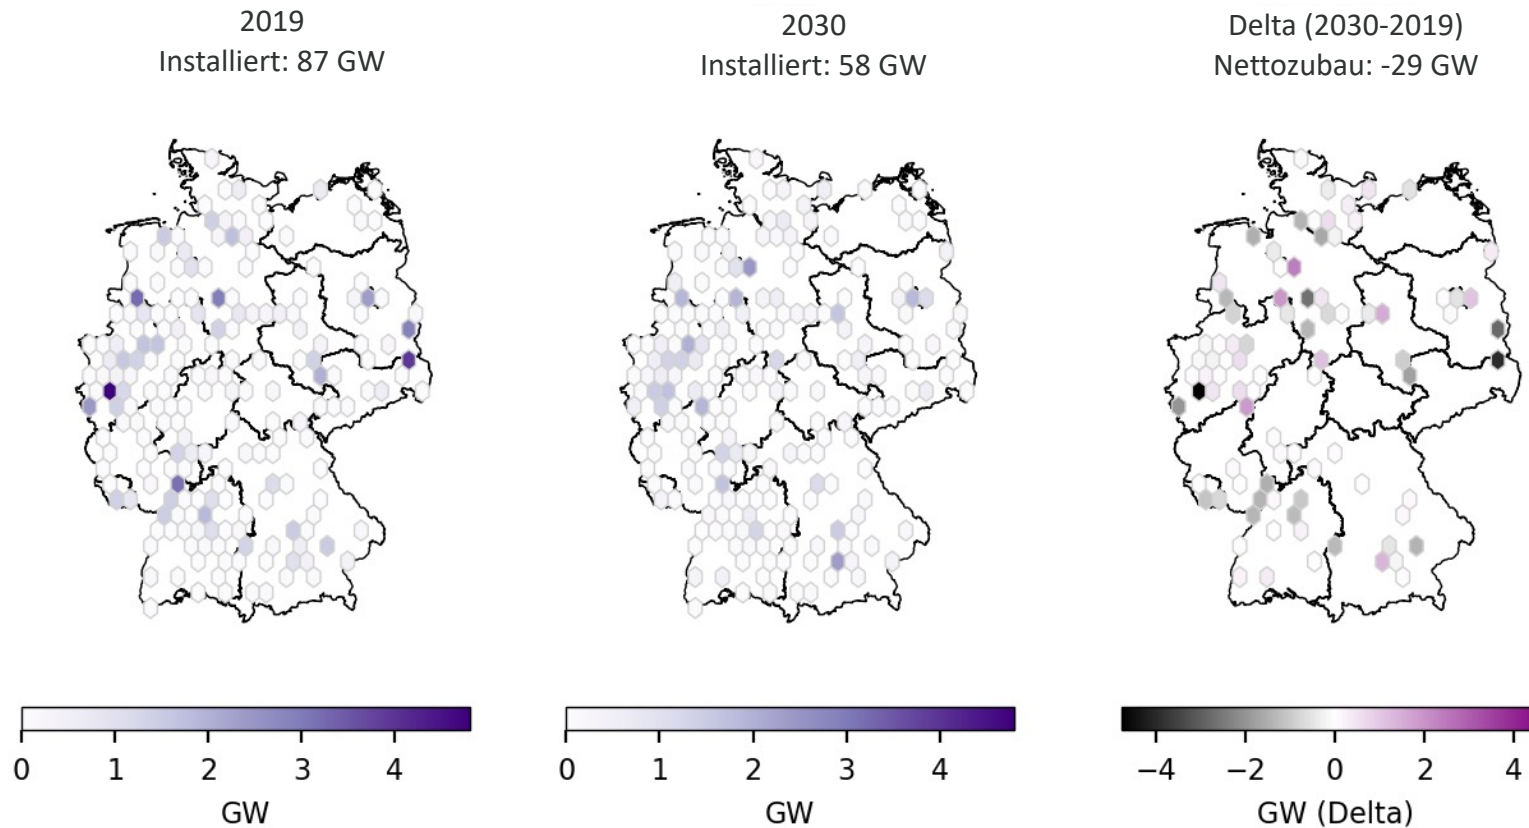 2019
Installiert: 87 GW
2030
Installiert: 58 GW
Delta (2030-2019)
Nettozubau: -29 GW
0 1 2 3 4
GW
0 1 2 3 4
GW
−4 −2 0 2 4
GW (Delta)